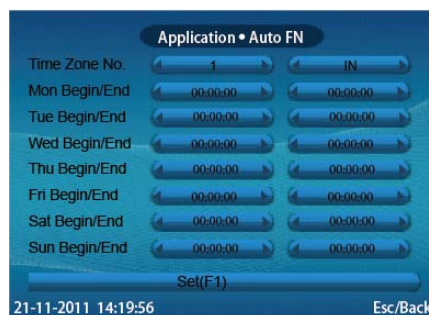 Application • Auto FN
Time Zone No. 1 IN
Mon Begin/End 00:00:00 00:00:00
Tue Begin/End 00:00:00 00:00:00
Wed Begin/End 00:00:00 00:00:00
Thu Begin/End 00:00:00 00:00:00
Fri Begin/End 00:00:00 00:00:00
Sat Begin/End 00:00:00 00:00:00
Sun Begin/End 00:00:00 00:00:00
Set(F1)
21-11-2011 14:19:56 Esc/Back